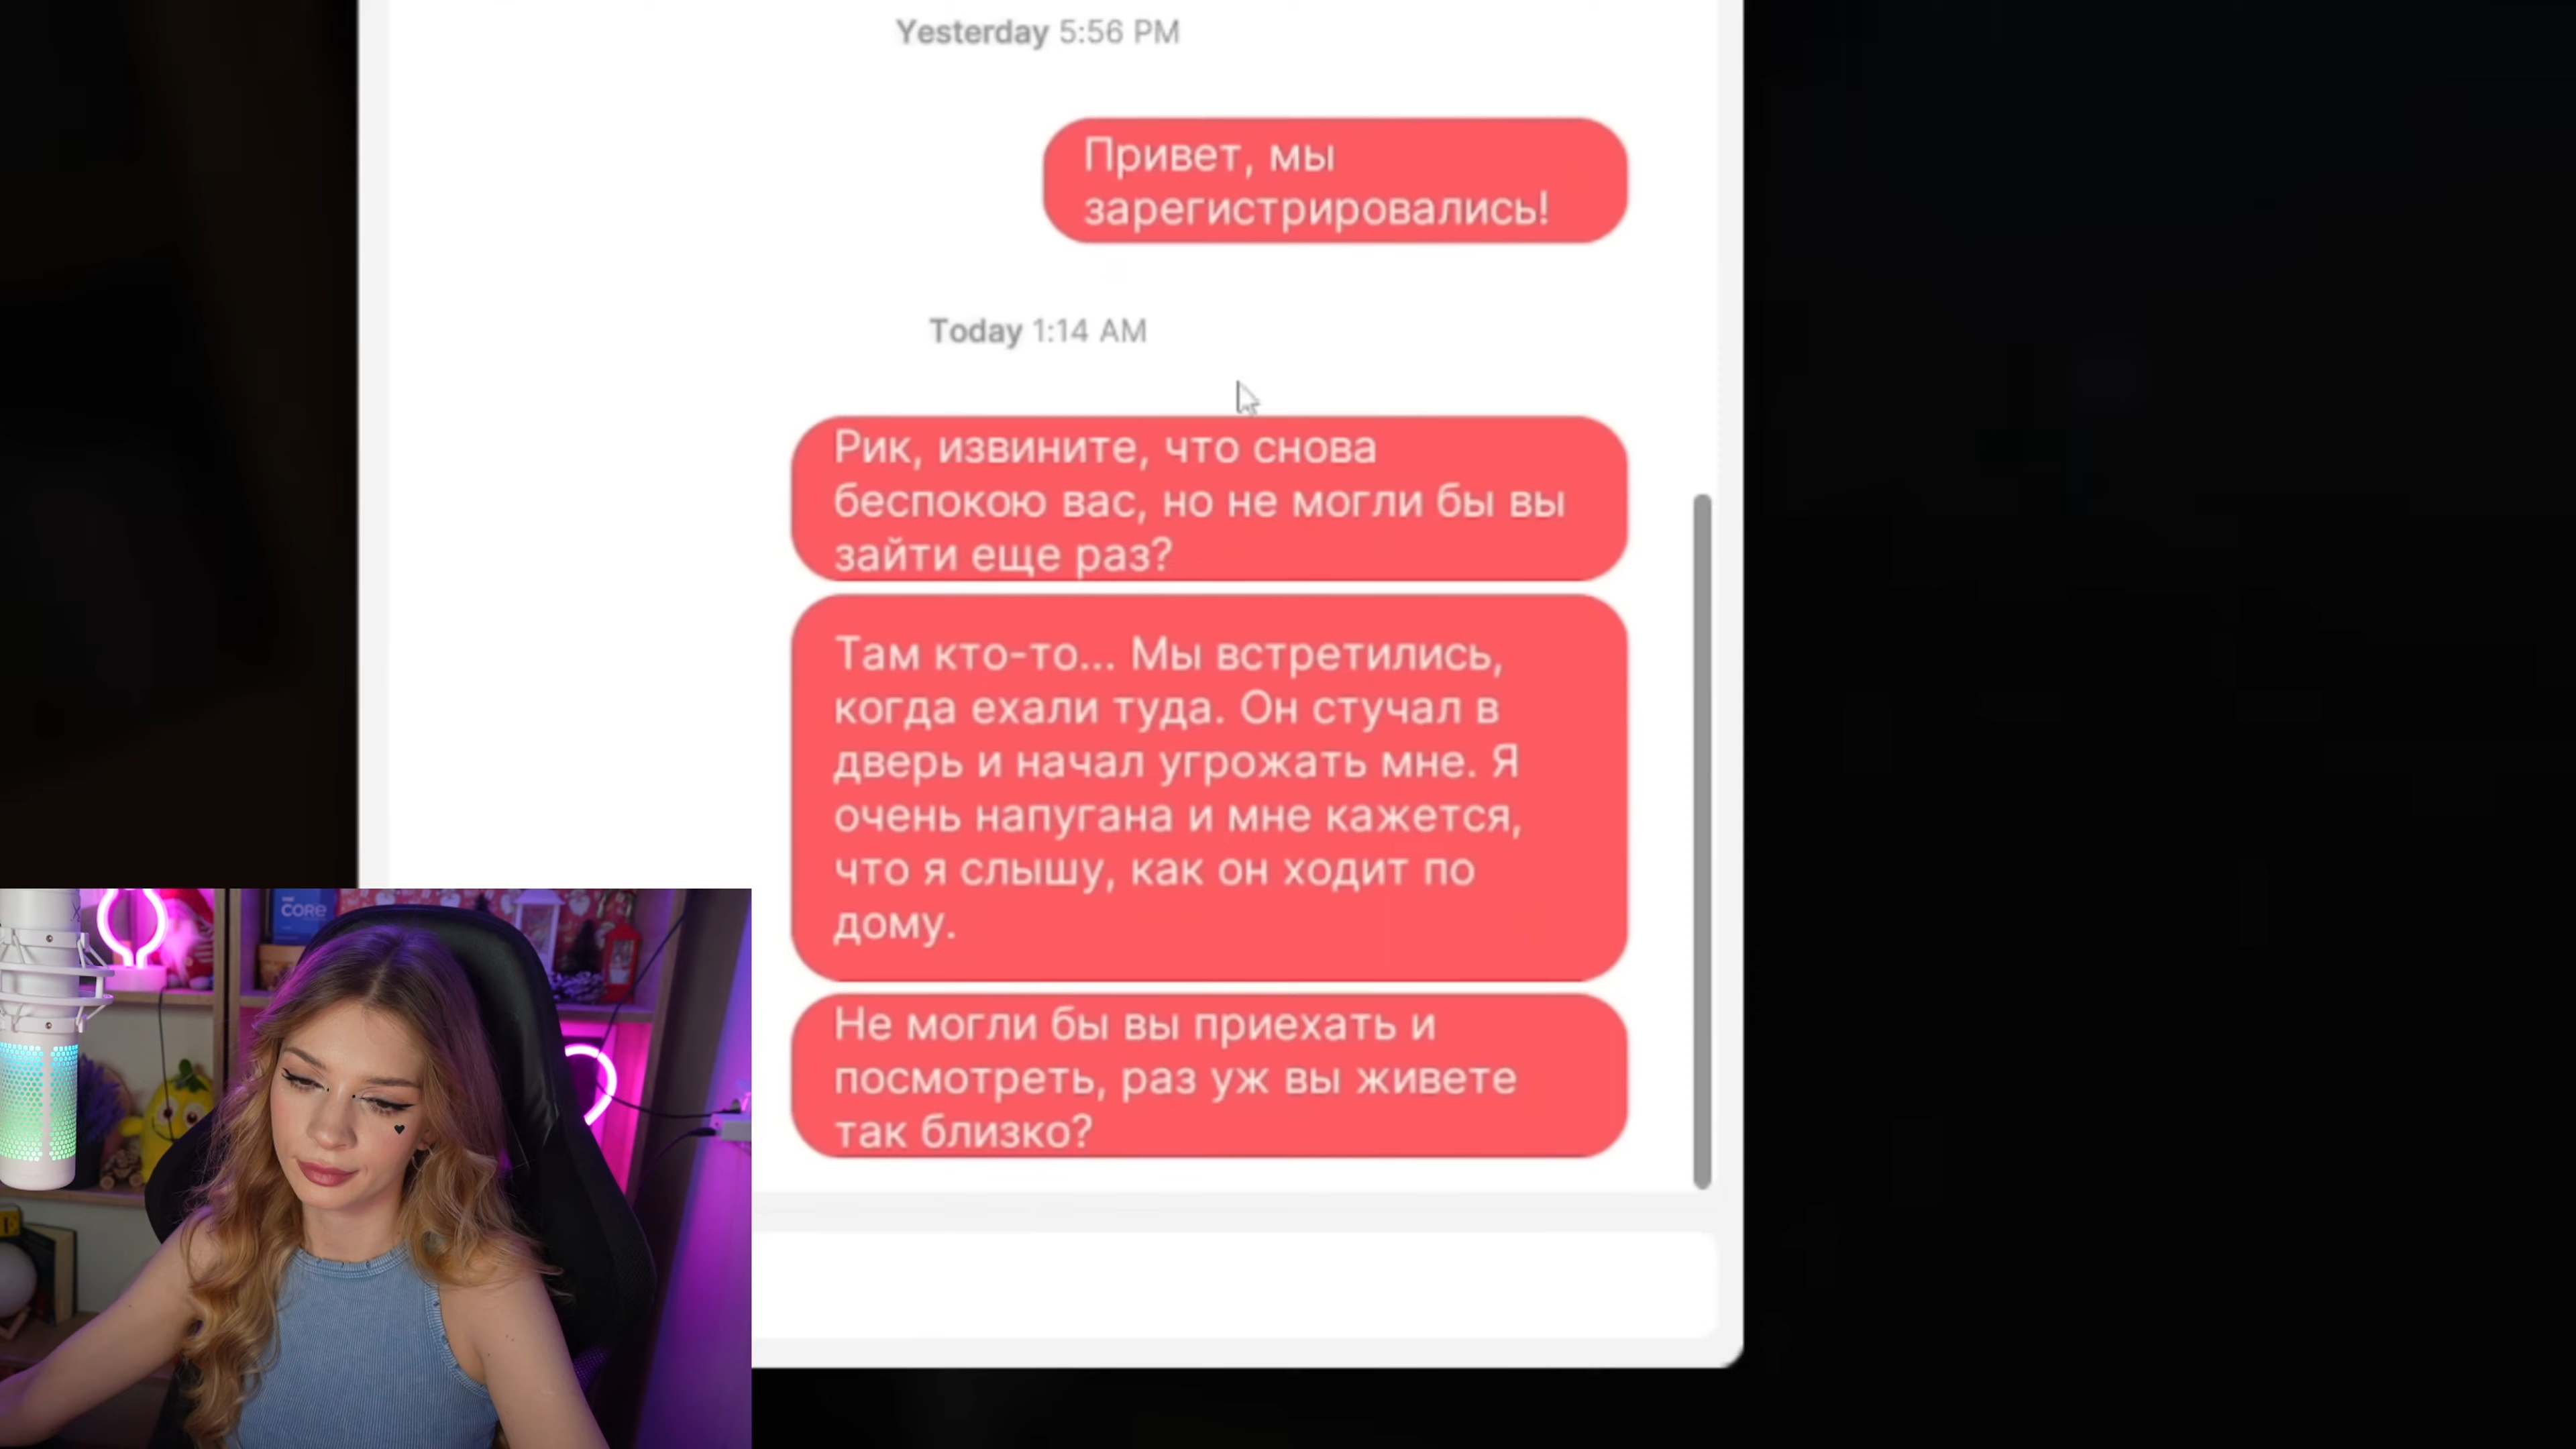 Yesterday 5:56 PM
Привет, мы
зарегистрировались!
Today 1:14 AM
Рик, извините, что снова
беспокою вас, но не могли бы вы
зайти еще раз?
Там кто-то... Мы встретились,
когда ехали туда. Он стучал в
дверь и начал угрожать мне. Я
очень напугана и мне кажется,
что я слышу, как он ходит по
дому.
Не могли бы вы приехать и
посмотреть, раз уж вы живете
так близко?
CORE
E